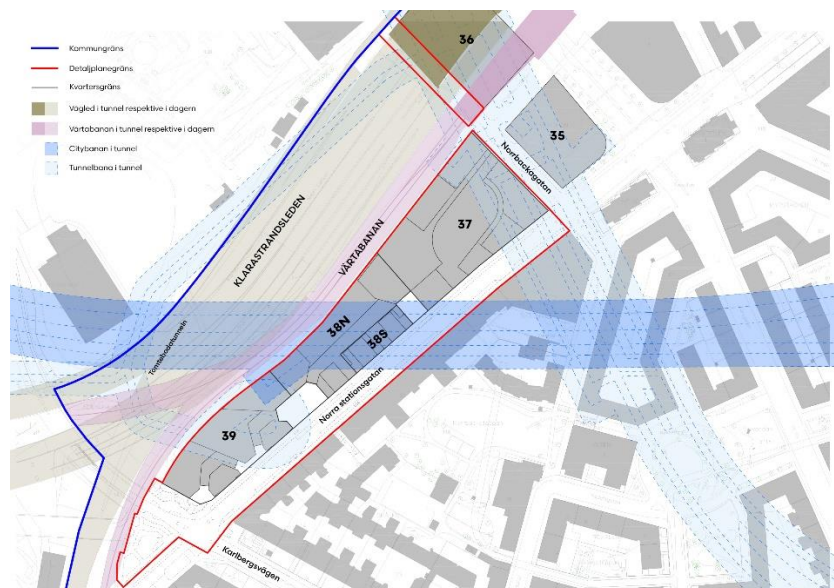 Kommungräns
Detaljplanegräns
Kvartersgräns
Vägled i tunnel respektive i dagern
Värtabanan i tunnel respektive i dagern
Citybanan i tunnel
Tunnelbana i tunnel
36
35
Norrbackagatan
37
KLARASTRANDSLEDEN
VÄRTABANAN
38N
38S
Tomtebodatunneln
Norra stationsgatan
39
Karlbergsvägen